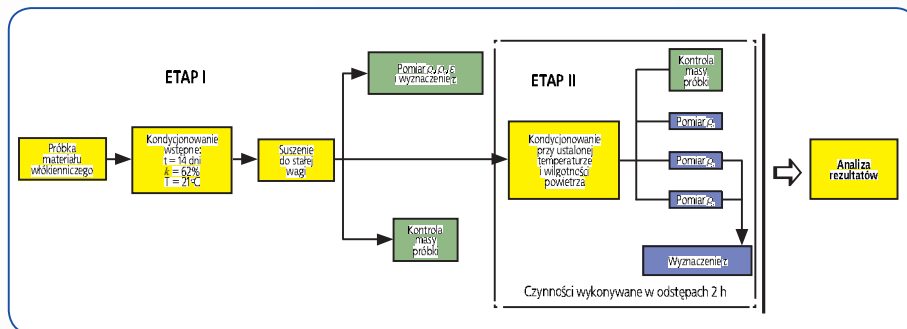 ETAP I
Próbka
materiału
włókienniczego
Kondycjonowanie
wstępne:
t = 14 dni
= 62%
T = 21°C
Suszenie
do stałej
wagi
Pomiar
i wyznaczenie
Kontrola
masy
próbki
ETAP II
Kondycjonowanie
przy ustalonej
temperaturze
i wilgotności
powietrza
Kontrola
masy
próbki
Pomiar
Pomiar
Pomiar
Wyznaczenie
Czynności wykonywane w odstępach 2 h
Analiza
rezultatów